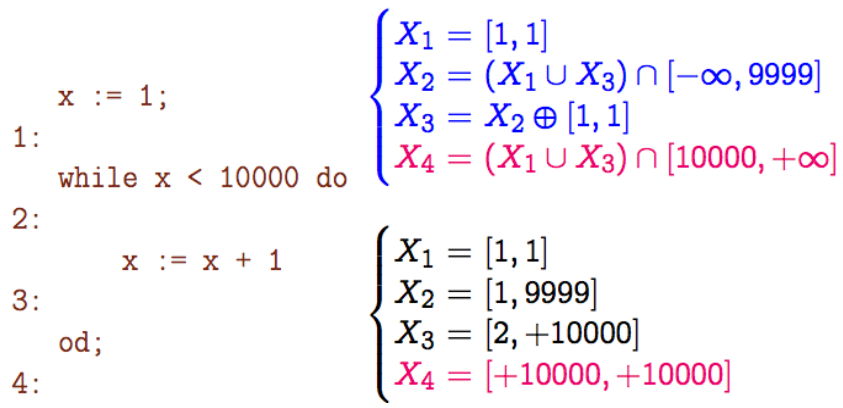 x := 1;
1:
while x < 10000 do
2:
x := x + 1
3:
od;
4:
X₁ = [1, 1]
X₂ = (X₁ ∪ X₃) ∩ [−∞, 9999]
X₃ = X₂ ⊕ [1, 1]
X₄ = (X₁ ∪ X₃) ∩ [10000, +∞]
X₁ = [1, 1]
X₂ = [1, 9999]
X₃ = [2, +10000]
X₄ = [+10000, +10000]